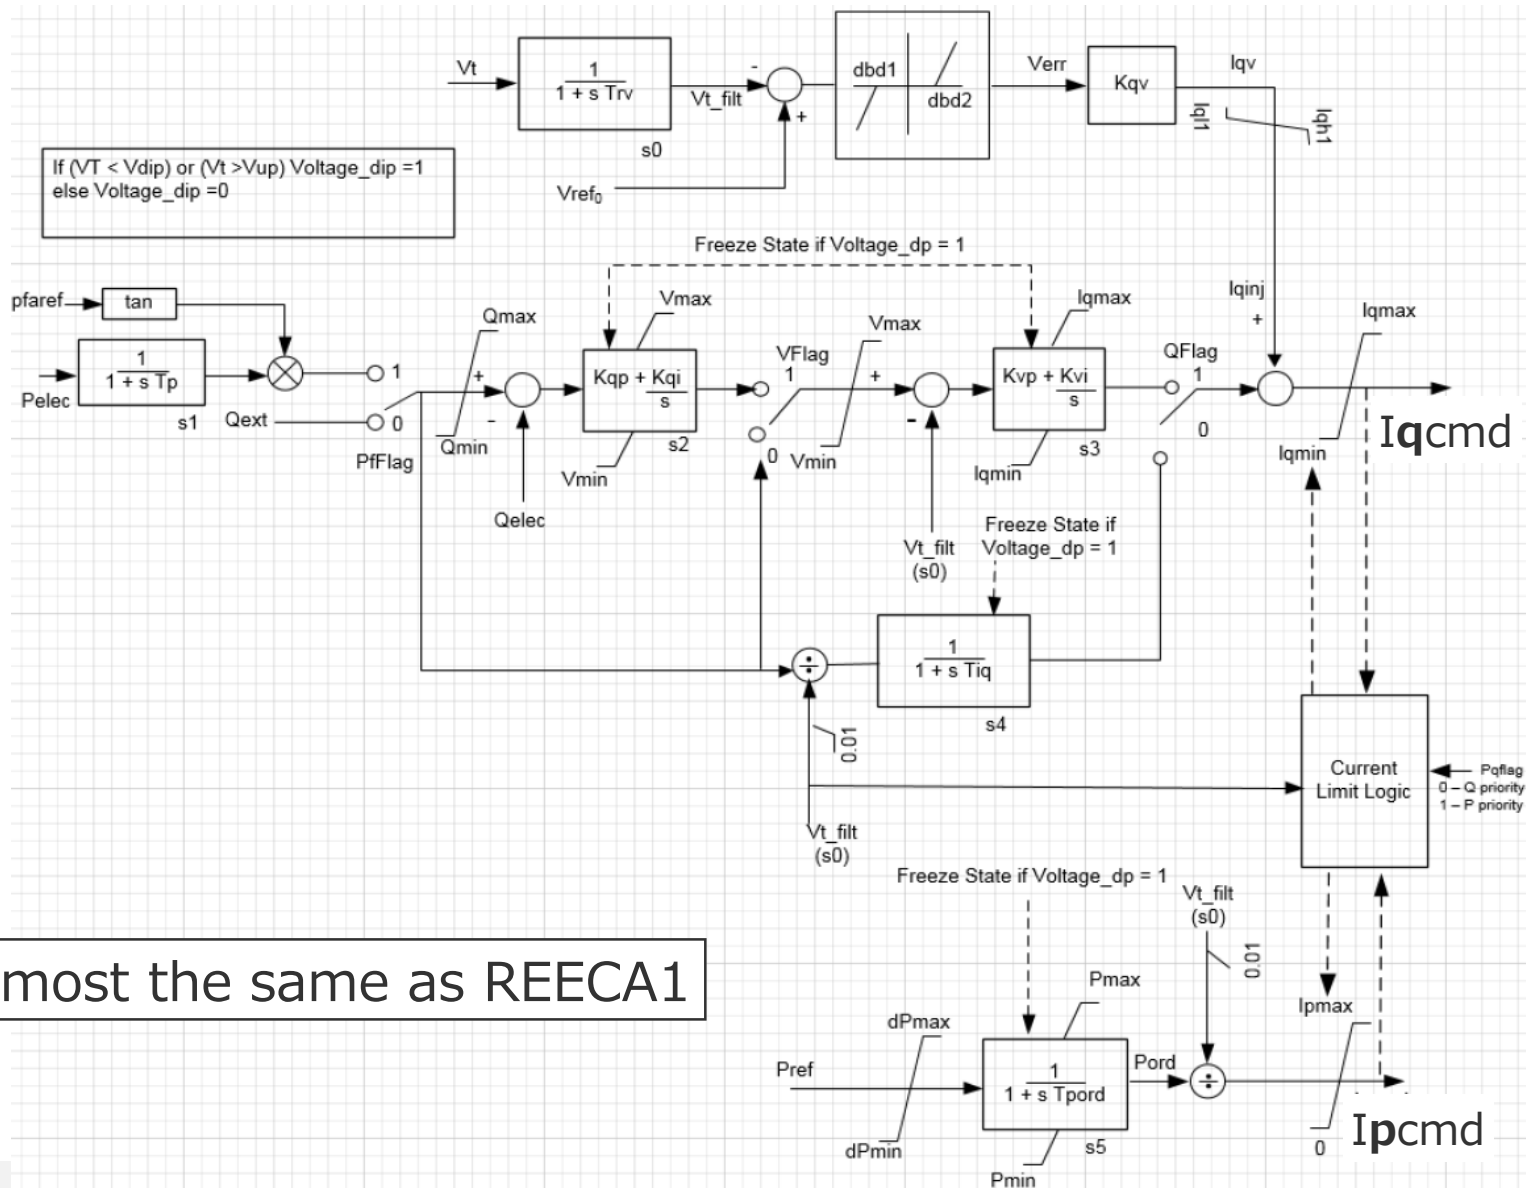 Vt
1
1 + s Trv
s0
Vt_filt
-
+
Vref0
dbd1
dbd2
Verr
Kqv
Iqv
Iql1
Iqh1
If (VT < Vdip) or (Vt >Vup) Voltage_dip =1
else Voltage_dip =0
Freeze State if Voltage_dp = 1
pfaref
tan
Pelec
1
1 + s Tp
s1
Qext
1
0
PfFlag
Qmax
Qmin
+
-
Qelec
Vmax
Kqp + Kqi
s
s2
Vmin
VFlag
1
0
Vmax
Vmin
+
-
Vt_filt
(s0)
Iqmax
Kvp + Kvi
s
s3
Iqmin
QFlag
1
0
Iqinj
+
Iqmax
Iqmin
Iqcmd
Freeze State if
Voltage_dp = 1
÷
1
1 + s Tiq
s4
0.01
Vt_filt
(s0)
Current
Limit Logic
Pqflag
0 – Q priority
1 – P priority
Freeze State if Voltage_dp = 1
Vt_filt
(s0)
0.01
most the same as REECA1
Pref
dPmax
dPmin
Pmax
1
1 + s Tpord
s5
Pmin
Pord
÷
Ipmax
0
Ipcmd